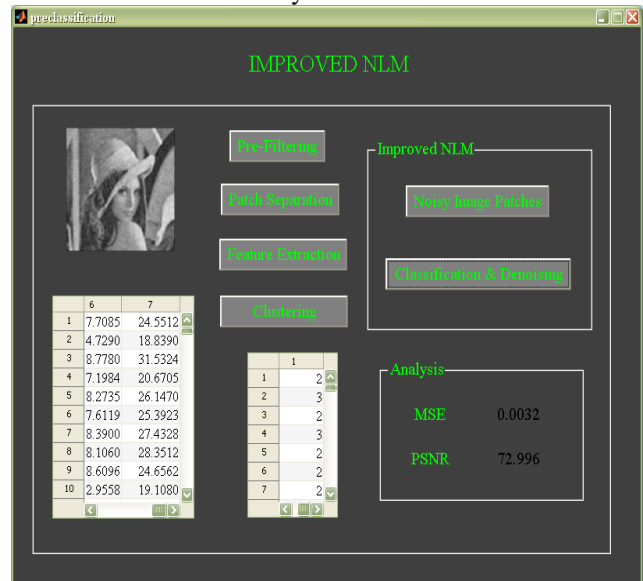 preclassification
IMPROVED NLM
Pre-Filtering
Patch Separation
Feature Extraction
Clustering
Improved NLM
Noisy Image Patches
Classification & Denoising
6 7
1 7.7085 24.5512
2 4.7290 18.8390
3 8.7780 31.5324
4 7.1984 20.6705
5 8.2735 26.1470
6 7.6119 25.3923
7 8.3900 27.4328
8 8.1060 28.3512
9 8.6096 24.6562
10 2.9558 19.1080
1
1 2
2 3
3 2
4 3
5 2
6 2
7 2
Analysis
MSE 0.0032
PSNR 72.996